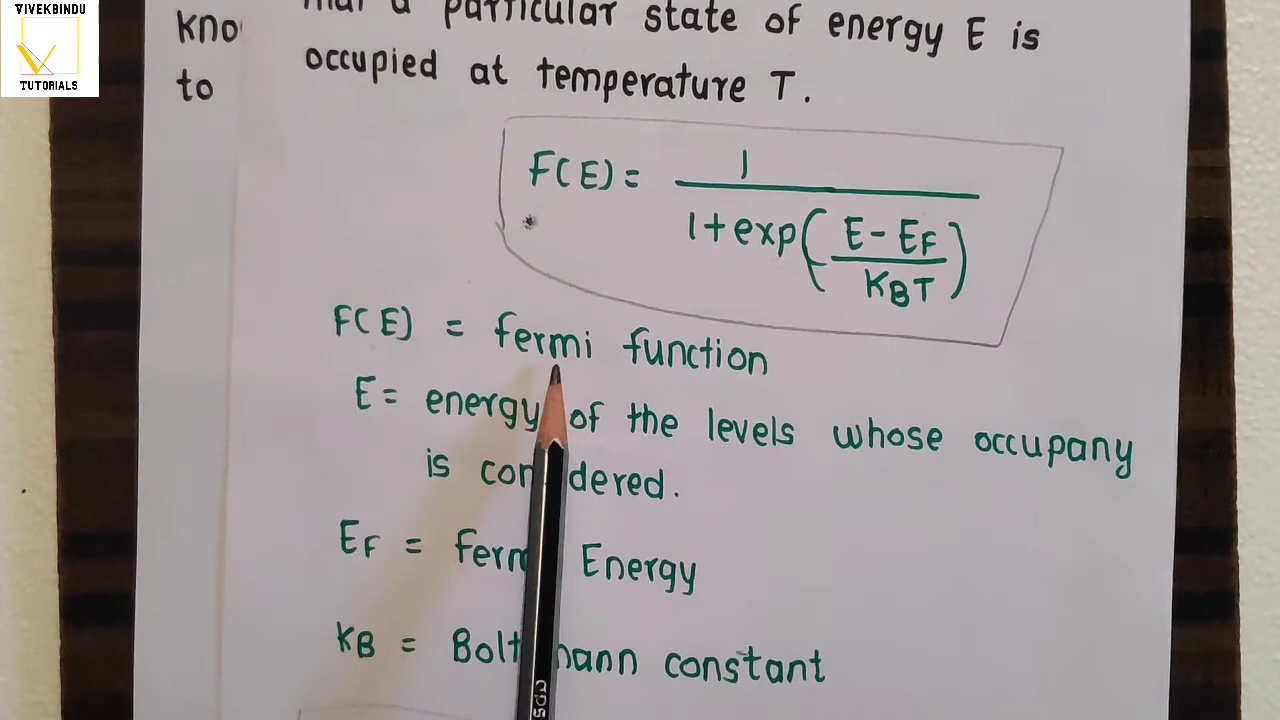 VIVEKBINDU
TUTORIALS
kno
to
a particular state of energy E is
occupied at temperature T.
F(E) = 1 / 1+exp(E-EF / KBT)
F(E) = fermi function
E = energy of the levels whose occupany
is con dered.
EF = ferm Energy
KB = Bolt mann constant